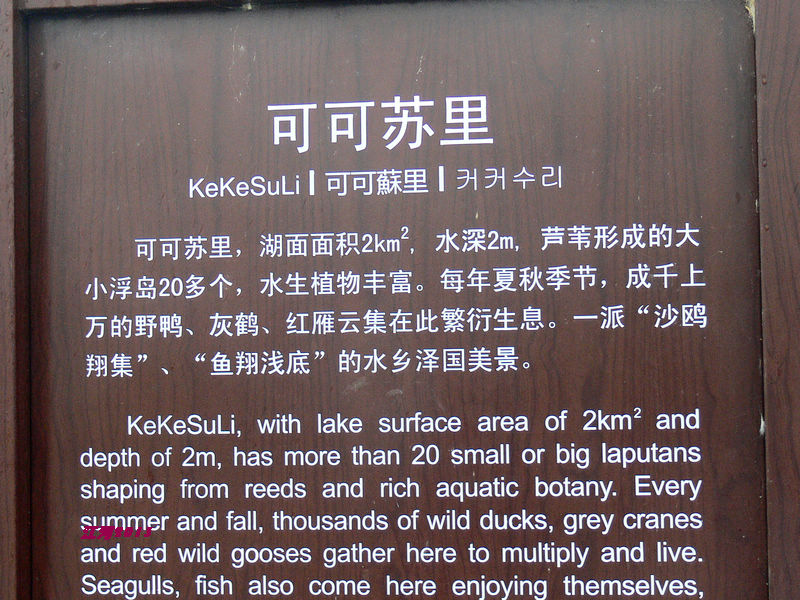 可可苏里
KeKeSuLi | 可可蘇里 | 커커수리
可可苏里，湖面面积2km²，水深2m，芦苇形成的大
小浮岛20多个，水生植物丰富。每年夏秋季节，成千上
万的野鸭、灰鹤、红雁云集在此繁衍生息。一派“沙鸥
翔集”、“鱼翔浅底”的水乡泽国美景。
KeKeSuLi, with lake surface area of 2km² and
depth of 2m, has more than 20 small or big laputans
shaping from reeds and rich aquatic botany. Every
summer and fall, thousands of wild ducks, grey cranes
and red wild gooses gather here to multiply and live.
Seagulls, fish also come here enjoying themselves,